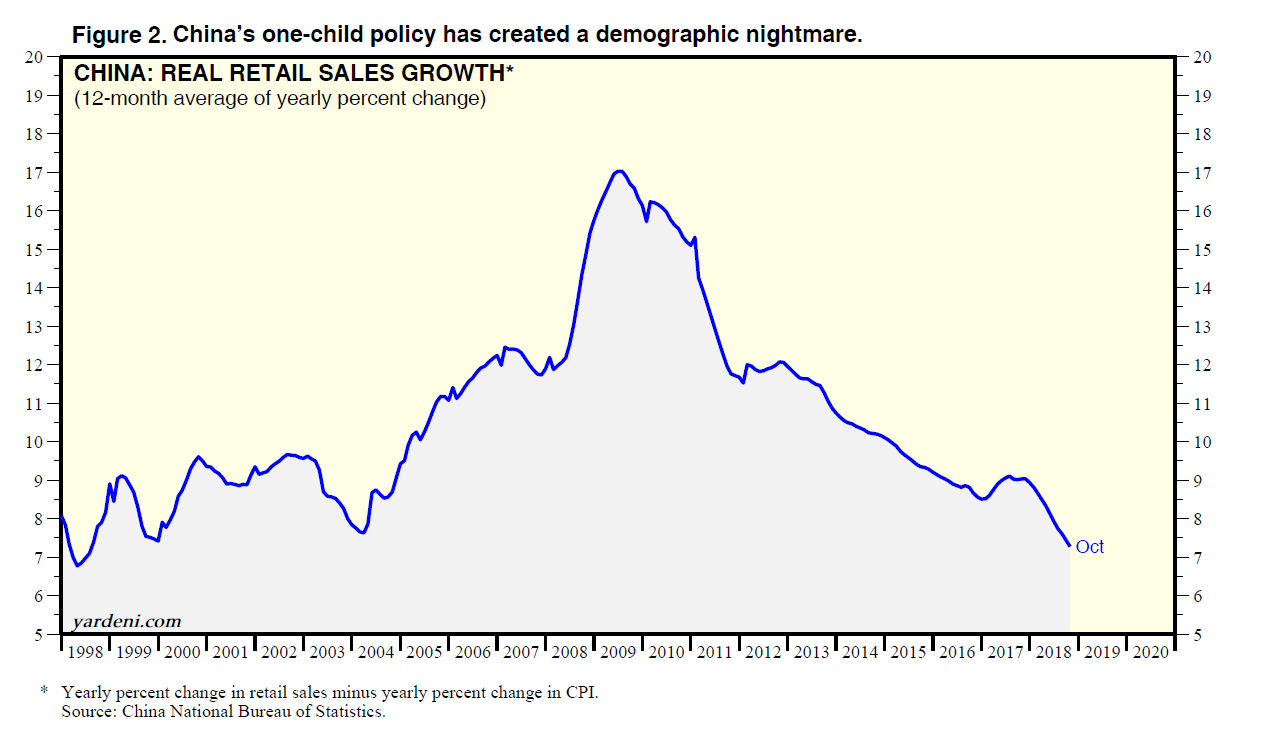 Figure 2. China's one-child policy has created a demographic nightmare.
CHINA: REAL RETAIL SALES GROWTH*
(12-month average of yearly percent change)
20 20
19 19
18 18
17 17
16 16
15 15
14 14
13 13
12 12
11 11
10 10
9 9
8 8
7 Oct 7
6 6
yardeni.com
5 5
1998 1999 2000 2001 2002 2003 2004 2005 2006 2007 2008 2009 2010 2011 2012 2013 2014 2015 2016 2017 2018 2019 2020
* Yearly percent change in retail sales minus yearly percent change in CPI.
Source: China National Bureau of Statistics.